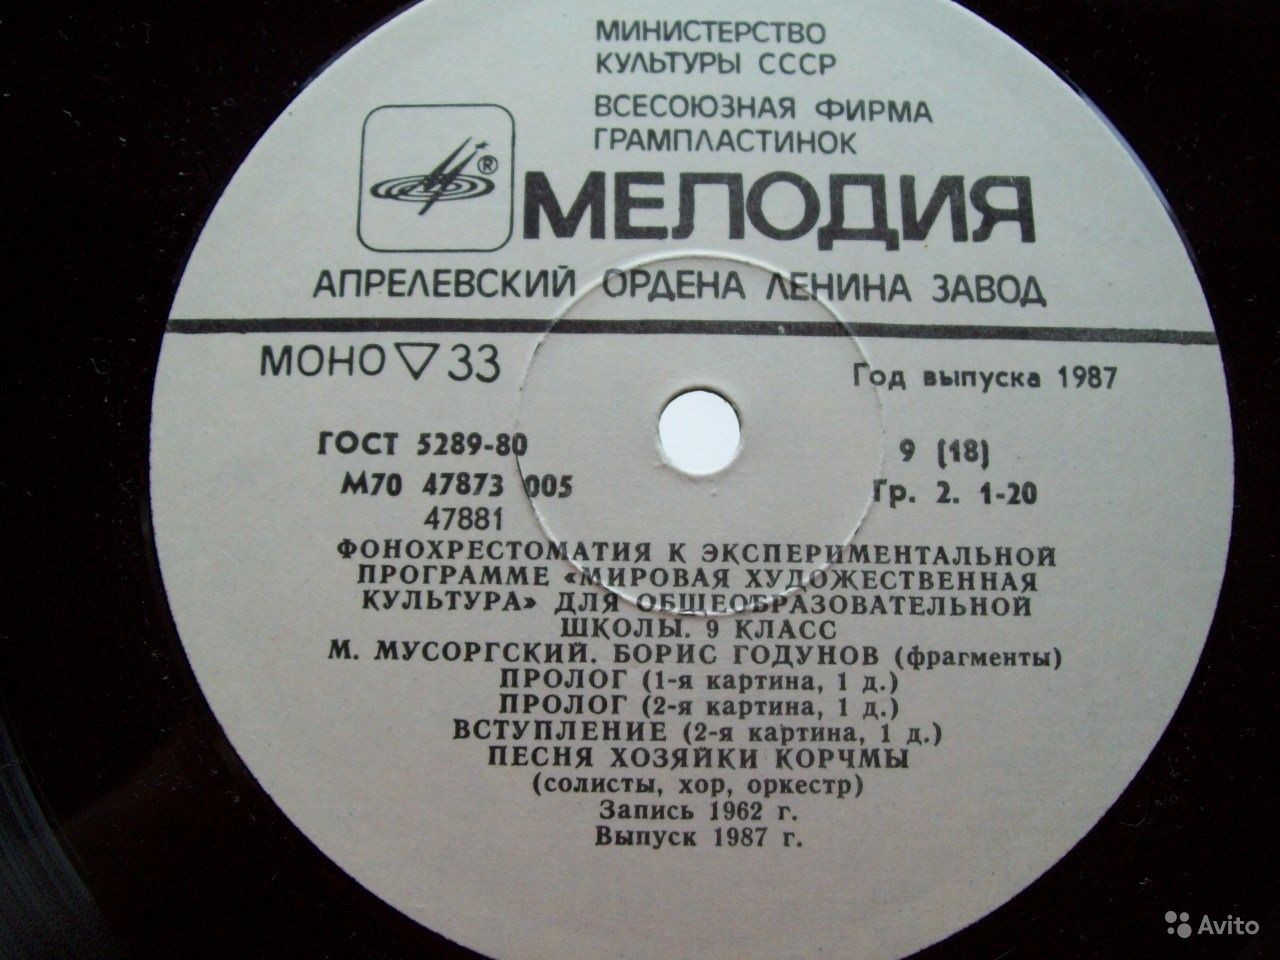 МИНИСТЕРСТВО
КУЛЬТУРЫ СССР
ВСЕСОЮЗНАЯ ФИРМА
ГРАМПЛАСТИНОК
®
МЕЛОДИЯ
АПРЕЛЕВСКИЙ ОРДЕНА ЛЕНИНА ЗАВОД
МОНО ▽ 33
Год выпуска 1987
ГОСТ 5289-80
9 (18)
М70 47873 005
Гр. 2. 1-20
47881
ФОНОХРЕСТОМАТИЯ К ЭКСПЕРИМЕНТАЛЬНОЙ
ПРОГРАММЕ «МИРОВАЯ ХУДОЖЕСТВЕННАЯ
КУЛЬТУРА» ДЛЯ ОБЩЕОБРАЗОВАТЕЛЬНОЙ
ШКОЛЫ. 9 КЛАСС
М. МУСОРГСКИЙ. БОРИС ГОДУНОВ (фрагменты)
ПРОЛОГ (1-я картина, 1 д.)
ПРОЛОГ (2-я картина, 1 д.)
ВСТУПЛЕНИЕ (2-я картина, 1 д.)
ПЕСНЯ ХОЗЯЙКИ КОРЧМЫ
(солисты, хор, оркестр)
Запись 1962 г.
Выпуск 1987 г.
Avito